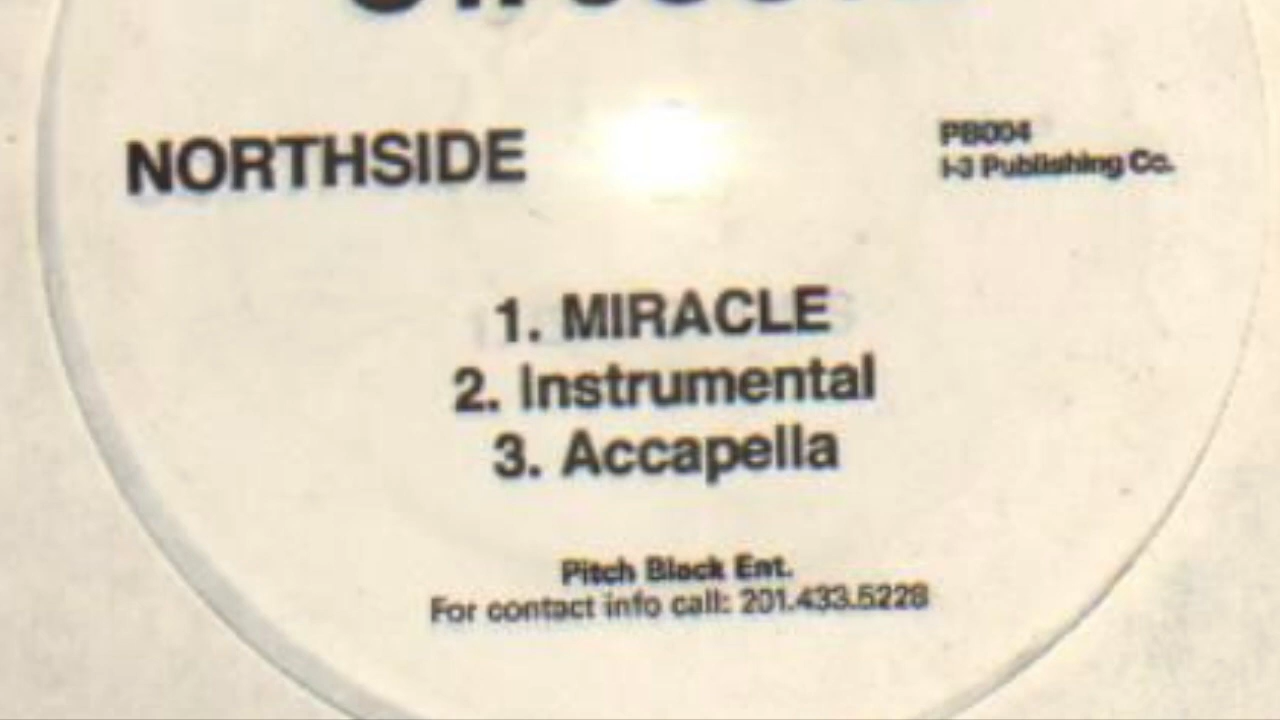 NORTHSIDE
PB004
I-3 Publishing Co.
1. MIRACLE
2. Instrumental
3. Accapella
Pitch Black Ent.
For contact info call: 201.433.5228